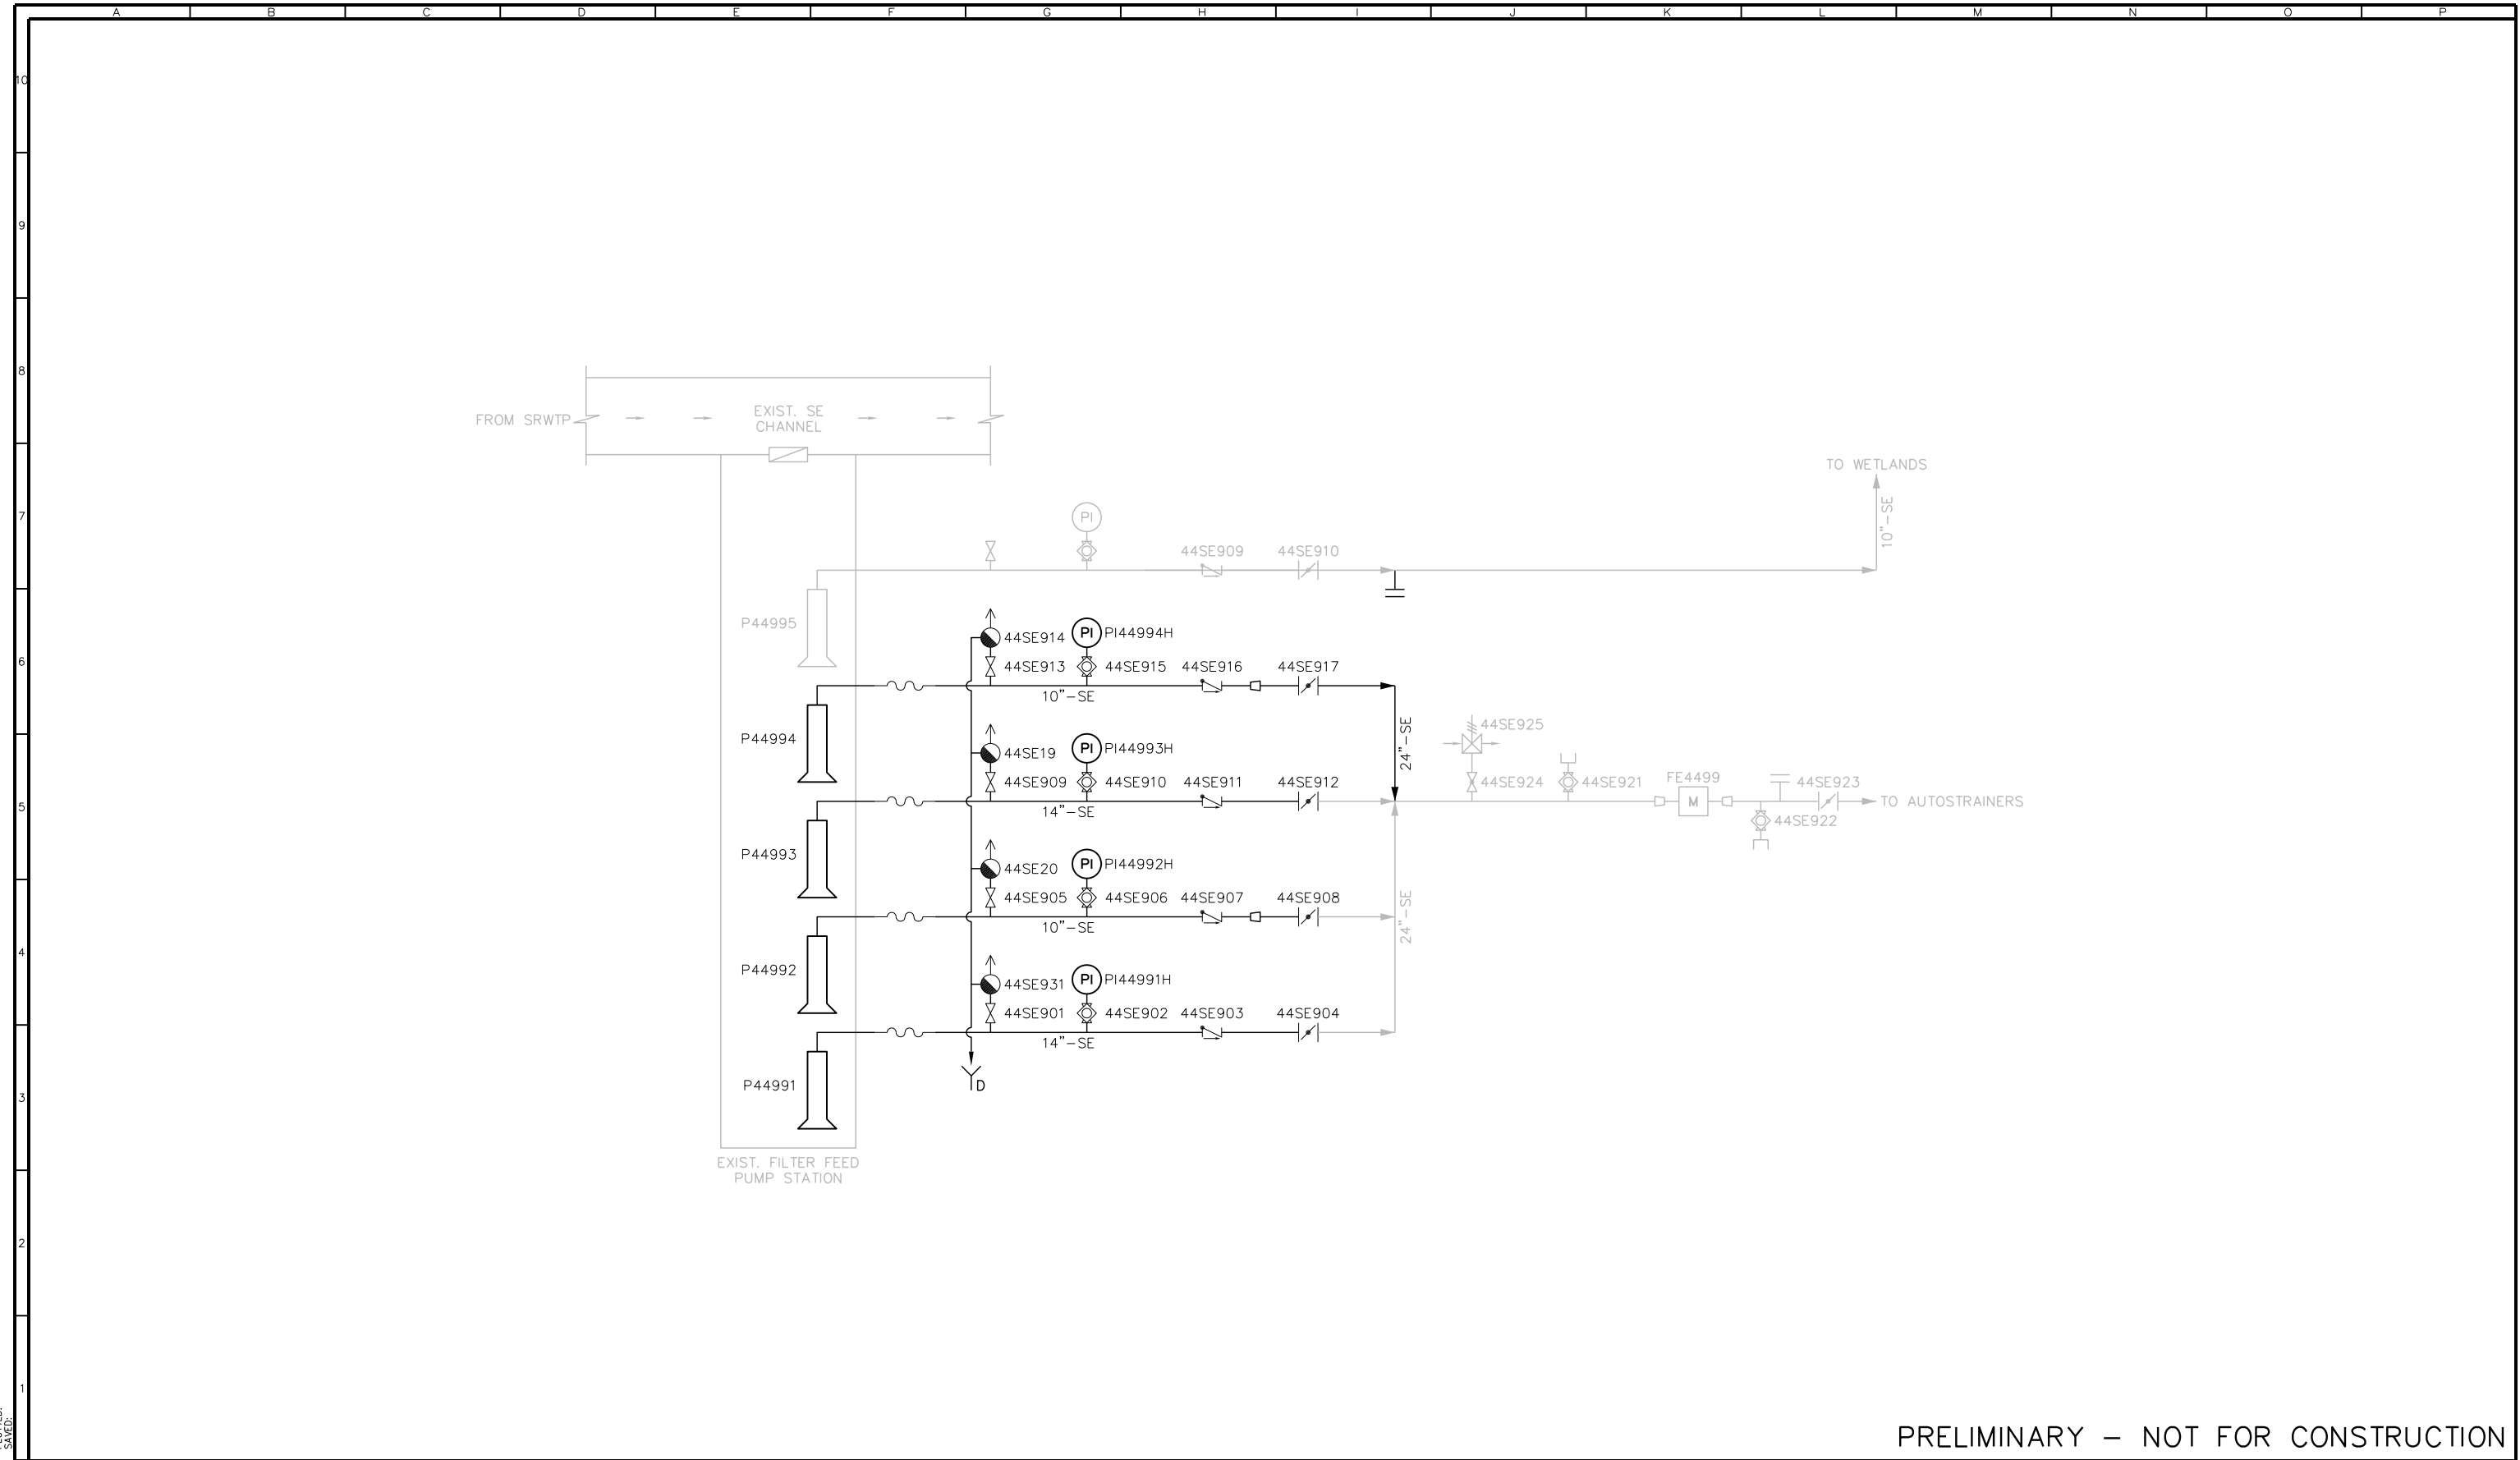 A B C D E F G H I J K L M N O P
10
9
8
FROM SRWTP
EXIST. SE
CHANNEL
TO WETLANDS
10"-SE
7
PI
44SE909 44SE910
P44995
6
44SE914 PI PI44994H
44SE913 44SE915 44SE916 44SE917
10"-SE
P44994
24"-SE
44SE925
44SE19 PI PI44993H
44SE909 44SE910 44SE911 44SE912
44SE924 44SE921 FE4499 44SE923
5
M
TO AUTOSTRAINERS
14"-SE
44SE922
P44993
44SE20 PI PI44992H
44SE905 44SE906 44SE907 44SE908
24"-SE
10"-SE
4
P44992
44SE931 PI PI44991H
44SE901 44SE902 44SE903 44SE904
14"-SE
P44991
D
3
EXIST. FILTER FEED
PUMP STATION
2
1
SAVED:
PRELIMINARY – NOT FOR CONSTRUCTION